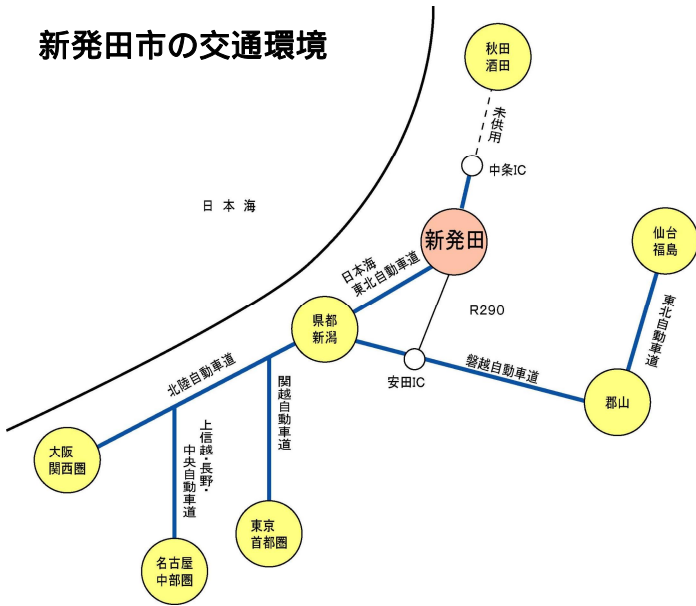 新発田市の交通環境
秋田
酒田
未供用
中条IC
日本海
新発田
仙台
福島
日本海
東北自動車道
R290
東北自動車道
県都
新潟
安田IC
磐越自動車道
郡山
北陸自動車道
関越自動車道
上信越・長野・
中央自動車道
大阪
関西圏
東京
首都圏
名古屋
中部圏